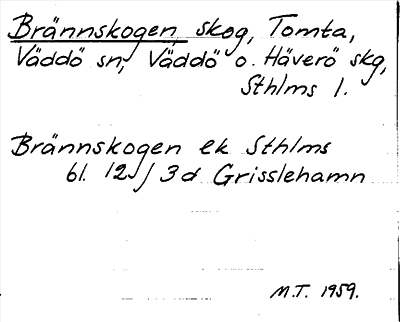 Brännskogen, skog, Tomta,
Väddö sn, Väddö o. Häverö skg,
Sthlms l.
Brännskogen ek Sthlms
bl. 12 / 3d Grisslehamn
M.T. 1959.